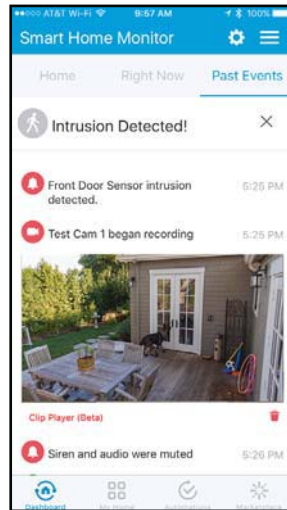 AT&T Wi-Fi 9:57 AM 100%
Smart Home Monitor
Home Right Now Past Events
Intrusion Detected!
Front Door Sensor intrusion 5:25 PM
detected.
Test Cam 1 began recording 5:25 PM
Clip Player (Beta)
Siren and audio were muted 5:26 PM
Dashboard My Home Automations Marketplace